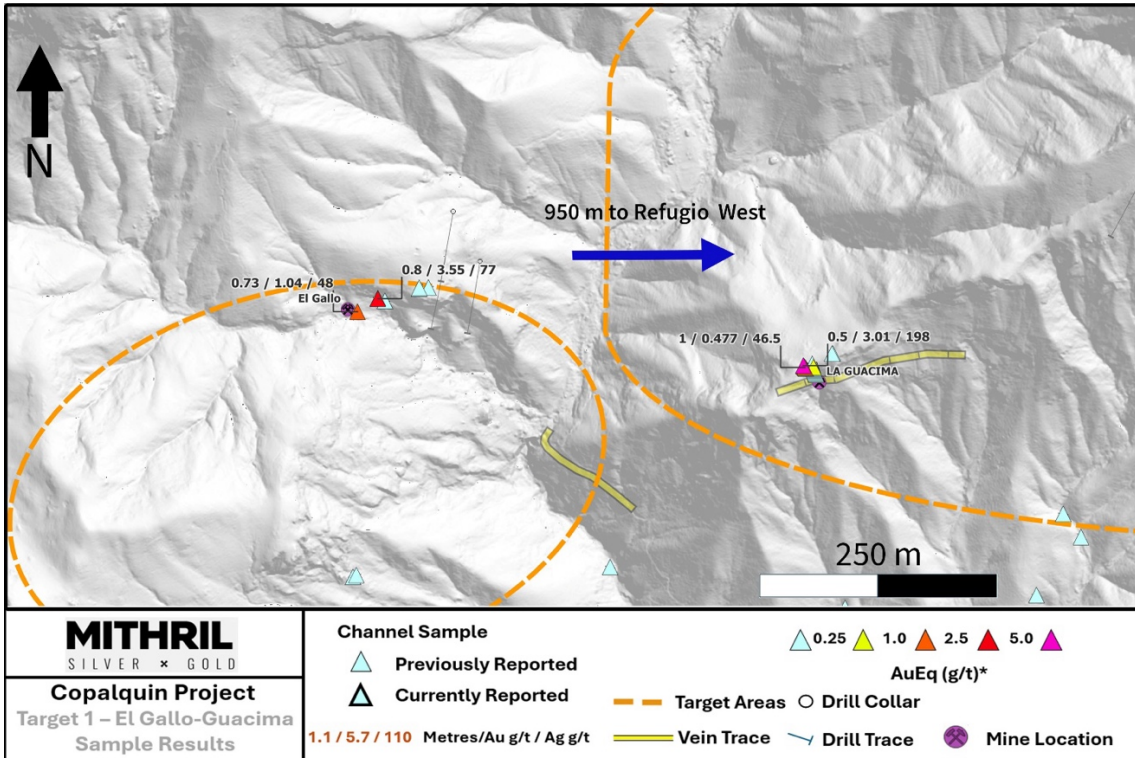 N
950 m to Refugio West
0.73 / 1.04 / 48
El Gallo
0.8 / 3.55 / 77
1 / 0.477 / 46.5
0.5 / 3.01 / 198
LA GUACIMA
250 m
MITHRIL
SILVER × GOLD
Copalquin Project
Target 1 – El Gallo-Guacima
Sample Results
Channel Sample
Previously Reported
Currently Reported
1.1 / 5.7 / 110 Metres/Au g/t / Ag g/t
0.25 1.0 2.5 5.0
AuEq (g/t)*
Target Areas
Drill Collar
Vein Trace
Drill Trace
Mine Location